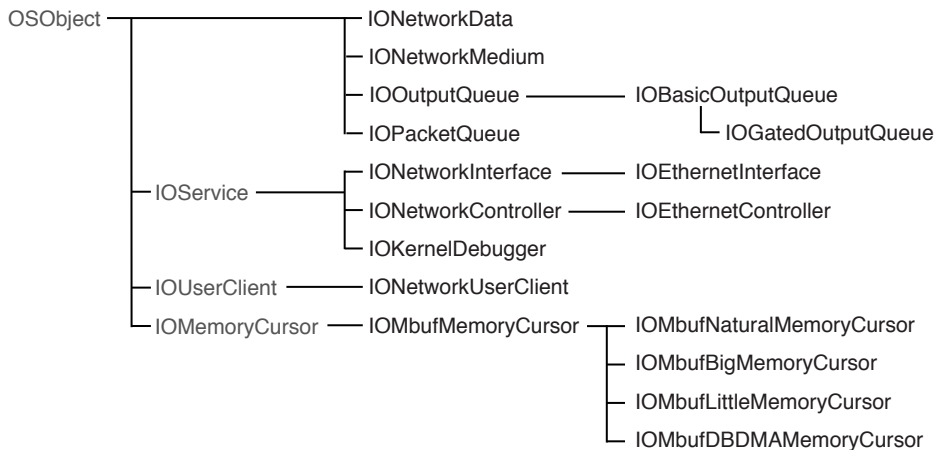 OSObject
IONetworkData
IONetworkMedium
IOOutputQueue
IOBasicOutputQueue
IOPacketQueue
IOGatedOutputQueue
IOService
IONetworkInterface
IOEthernetInterface
IONetworkController
IOEthernetController
IOKernelDebugger
IOUserClient
IONetworkUserClient
IOMemoryCursor
IOMbufMemoryCursor
IOMbufNaturalMemoryCursor
IOMbufBigMemoryCursor
IOMbufLittleMemoryCursor
IOMbufDBDMAMemoryCursor